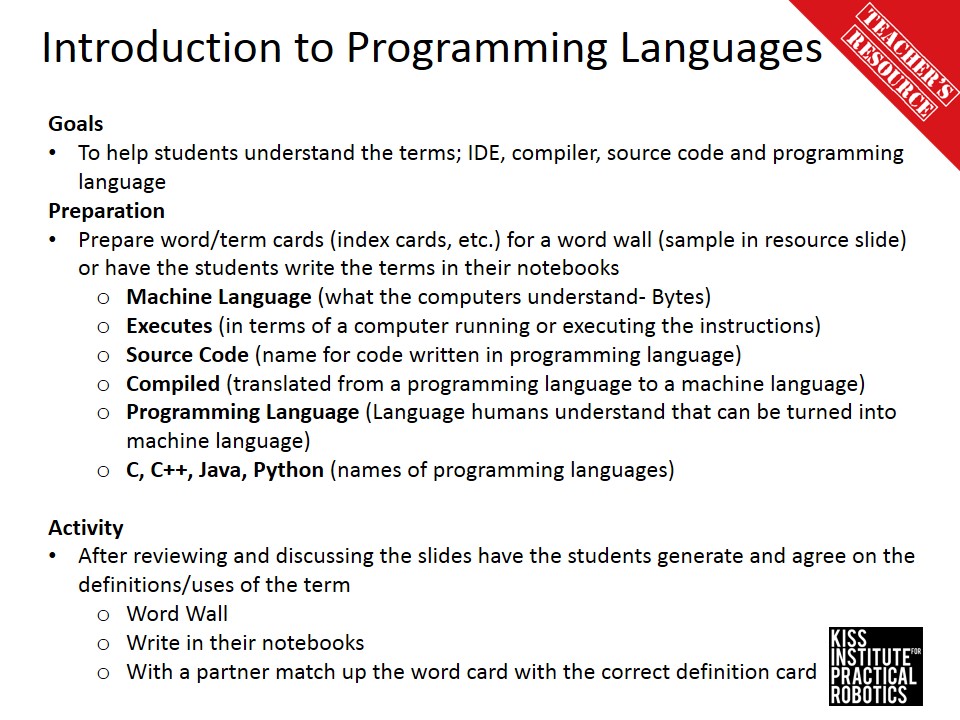 Introduction to Programming Languages
TEACHER'S
RESOURCE
Goals
• To help students understand the terms; IDE, compiler, source code and programming
language
Preparation
• Prepare word/term cards (index cards, etc.) for a word wall (sample in resource slide)
or have the students write the terms in their notebooks
o Machine Language (what the computers understand- Bytes)
o Executes (in terms of a computer running or executing the instructions)
o Source Code (name for code written in programming language)
o Compiled (translated from a programming language to a machine language)
o Programming Language (Language humans understand that can be turned into
machine language)
o C, C++, Java, Python (names of programming languages)
Activity
• After reviewing and discussing the slides have the students generate and agree on the
definitions/uses of the term
o Word Wall
o Write in their notebooks
o With a partner match up the word card with the correct definition card
KISS
INSTITUTE FOR
PRACTICAL
ROBOTICS